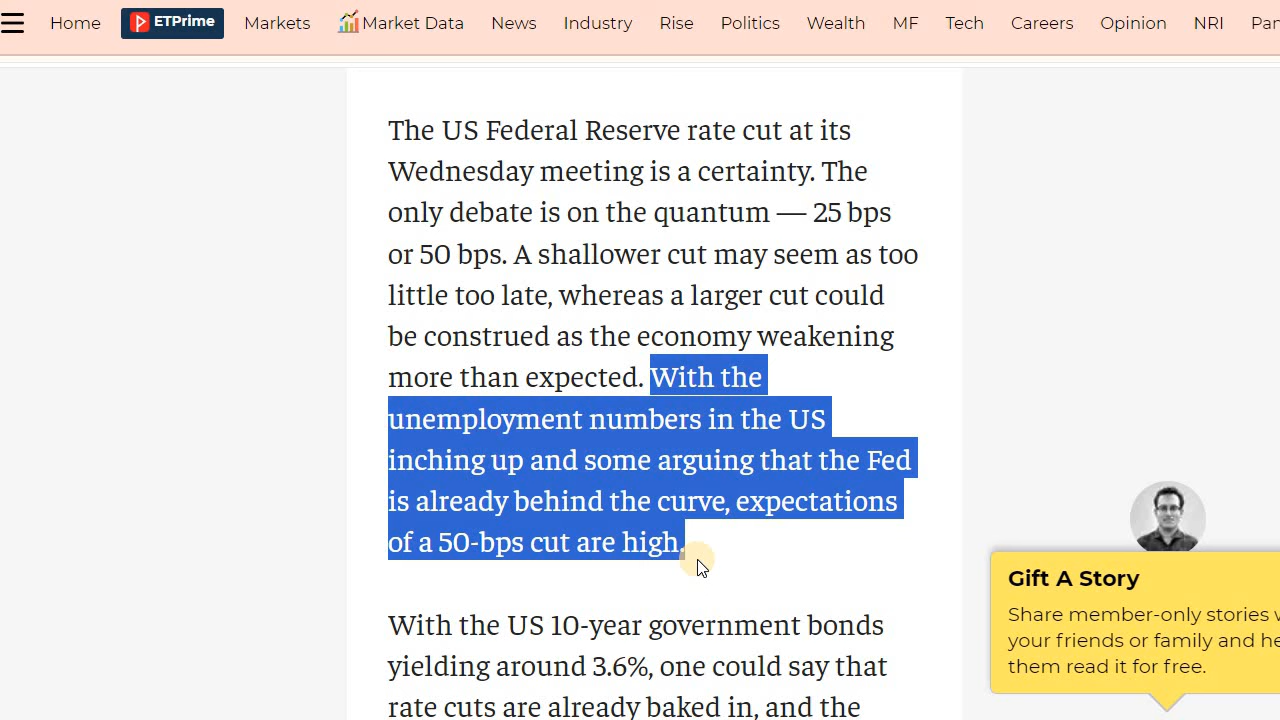 Home ETPrime Markets Market Data News Industry Rise Politics Wealth MF Tech Careers Opinion NRI
The US Federal Reserve rate cut at its
Wednesday meeting is a certainty. The
only debate is on the quantum — 25 bps
or 50 bps. A shallower cut may seem as too
little too late, whereas a larger cut could
be construed as the economy weakening
more than expected. With the
unemployment numbers in the US
inching up and some arguing that the Fed
is already behind the curve, expectations
of a 50-bps cut are high.
With the US 10-year government bonds
yielding around 3.6%, one could say that
rate cuts are already baked in, and the
Gift A Story
Share member-only stories
your friends or family and
them read it for free.